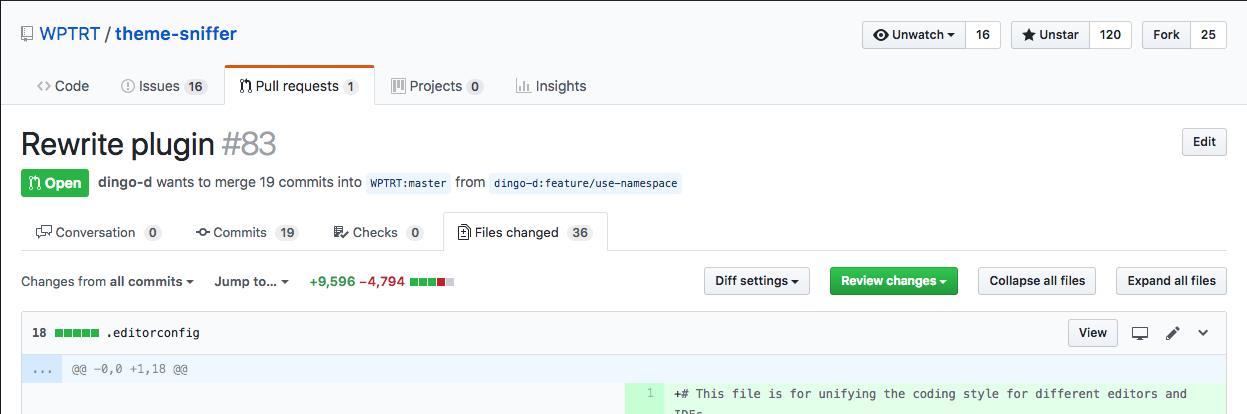 WPTRT / theme-sniffer Unwatch 16 Unstar 120 Fork 25
<> Code Issues 16 Pull requests 1 Projects 0 Insights
Rewrite plugin #83 Edit
Open dingo-d wants to merge 19 commits into WPTRT:master from dingo-d:feature/use-namespace
Conversation 0 Commits 19 Checks 0 Files changed 36
Changes from all commits Jump to... +9,596 −4,794 Diff settings Review changes Collapse all files Expand all files
18 .editorconfig View
... @@ -0,0 +1,18 @@
1 +# This file is for unifying the coding style for different editors and
IDEs